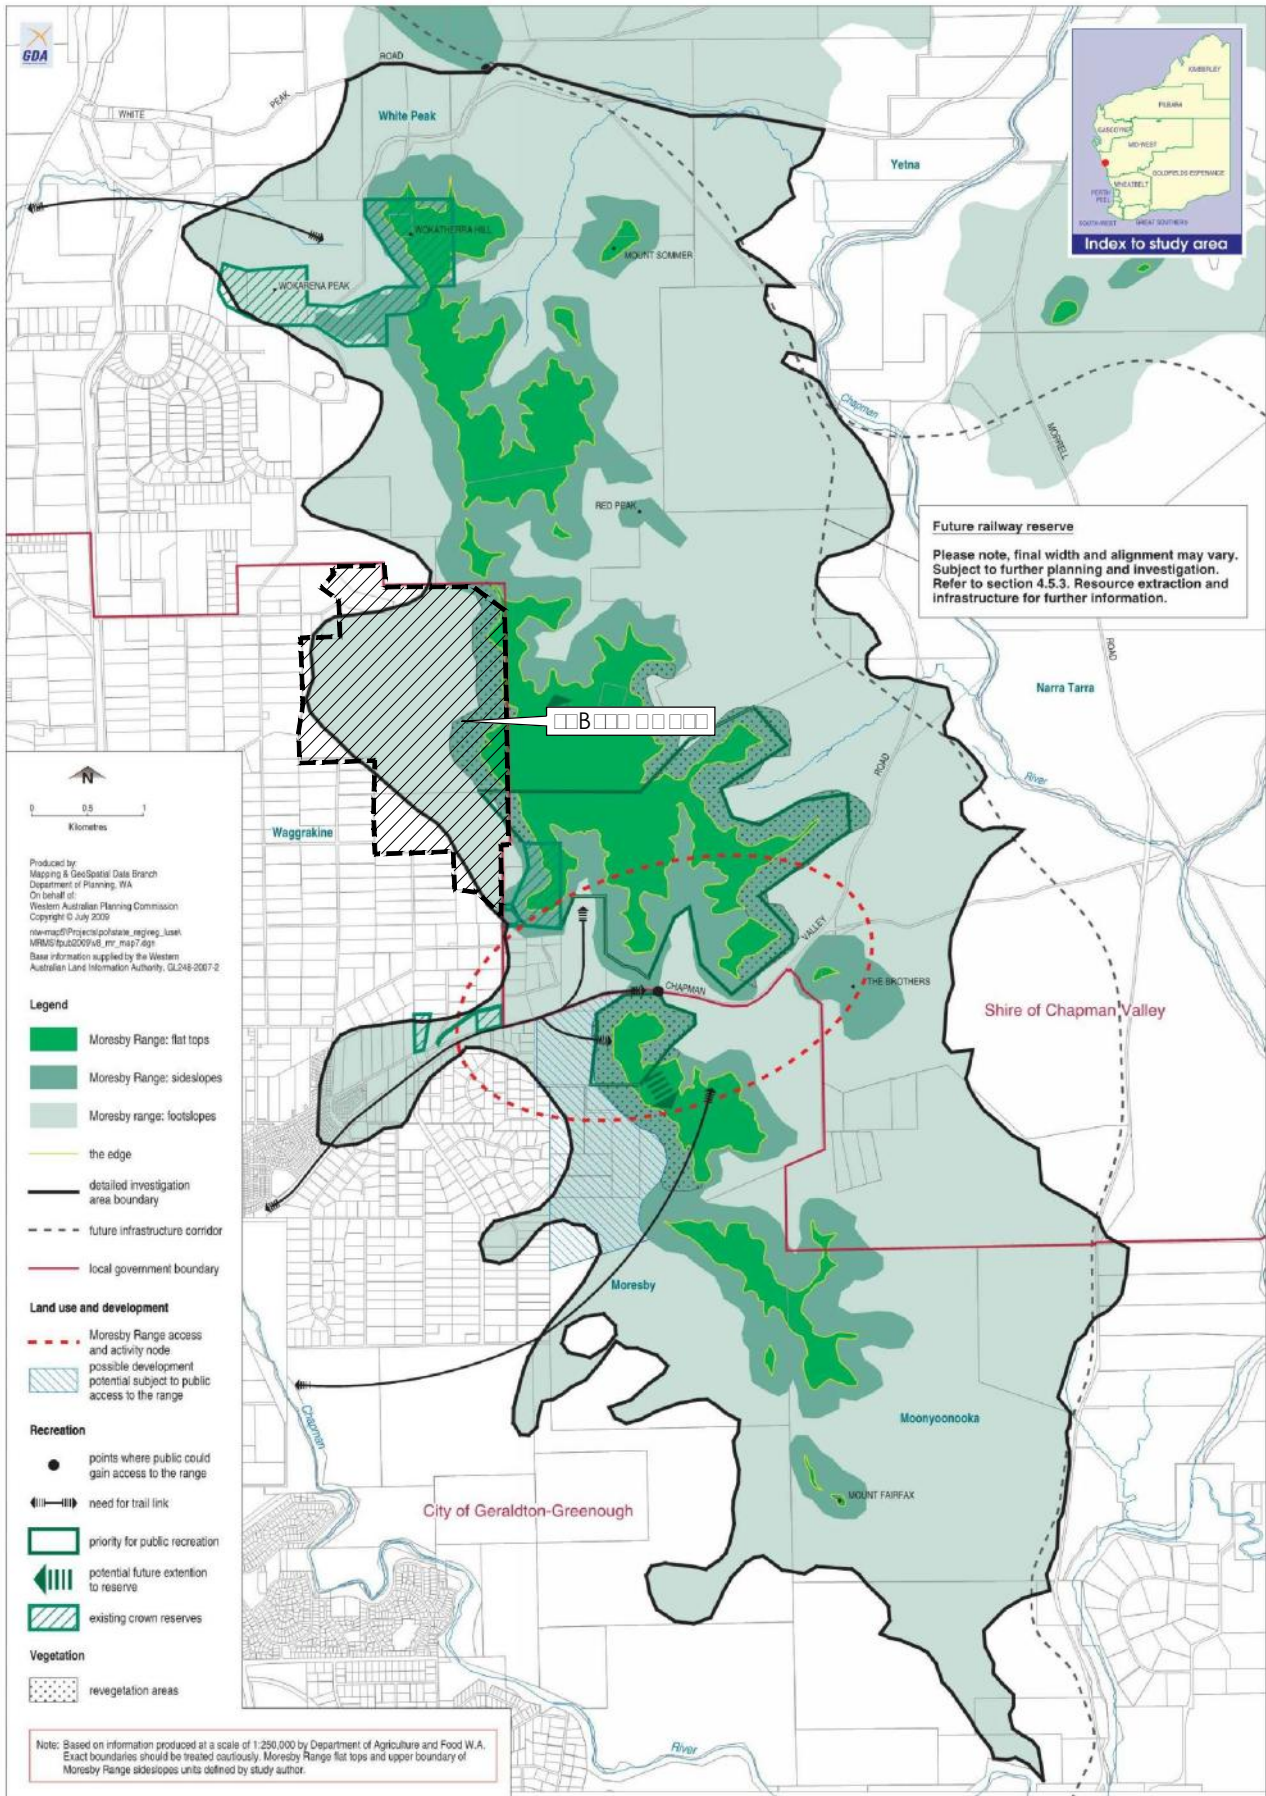 GDA
ROAD
PEAK
WHITE
White Peak
Yetna
KIMBERLEY
PILBARA
GASCOYNE
MID-WEST
GOLDFIELDS-ESPERANCE
WHEATBELT
PERTH
PEEL
SOUTH-WEST
GREAT SOUTHERN
Index to study area
WOKATHERRA HILL
MOUNT SOMMER
WOKARENA PEAK
Chapman
MORRELL
RED PEAK
Future railway reserve
Please note, final width and alignment may vary.
Subject to further planning and investigation.
Refer to section 4.5.3. Resource extraction and
infrastructure for further information.
ROAD
Narra Tarra
B
ROAD
River
N
0 0.5 1
Kilometres
Waggrakine
Produced by:
Mapping & GeoSpatial Data Branch
Department of Planning, WA
On behalf of:
Western Australian Planning Commission
Copyright © July 2009
Base information supplied by the Western
Australian Land Information Authority, GL248-2007-2
VALLEY
CHAPMAN
THE BROTHERS
Shire of Chapman Valley
Legend
Moresby Range: flat tops
Moresby Range: sideslopes
Moresby range: footslopes
the edge
detailed investigation
area boundary
future infrastructure corridor
local government boundary
Land use and development
Moresby Range access
and activity node
possible development
potential subject to public
access to the range
Recreation
points where public could
gain access to the range
need for trail link
priority for public recreation
potential future extention
to reserve
existing crown reserves
Vegetation
revegetation areas
Moresby
Chapman
Moonyoonooka
MOUNT FAIRFAX
City of Geraldton-Greenough
River
Note: Based on information produced at a scale of 1:250,000 by Department of Agriculture and Food W.A.
Exact boundaries should be treated cautiously. Moresby Range flat tops and upper boundary of
Moresby Range sideslopes units defined by study author.